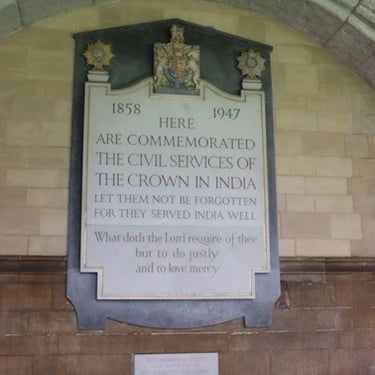 1858 1947
HERE
ARE COMMEMORATED
THE CIVIL SERVICES OF
THE CROWN IN INDIA
LET THEM NOT BE FORGOTTEN
FOR THEY SERVED INDIA WELL
What doth the Lord require of thee
but to do justly
and to love mercy